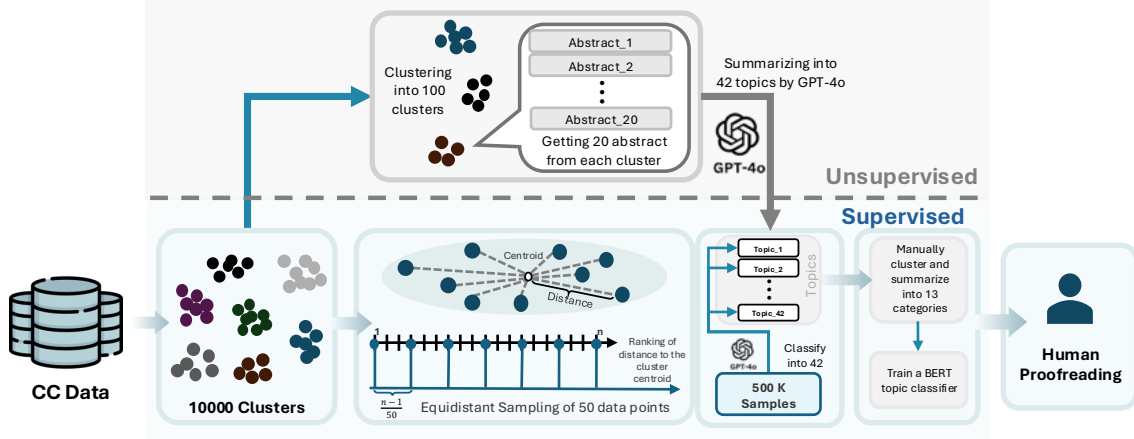 Clustering
into 100
clusters
Abstract_1
Abstract_2
Abstract_20
Getting 20 abstract
from each cluster
Summarizing into
42 topics by GPT-4o
GPT-4o
Unsupervised
Supervised
CC Data
10000 Clusters
Centroid
Distance
1
n
Ranking of
distance to the
cluster
centroid
n − 1
50
Equidistant Sampling of 50 data points
Topic_1
Topic_2
Topic_42
Topics
GPT-4o
Classify
into 42
500 K
Samples
Manually
cluster and
summarize
into 13
categories
Train a BERT
topic classifier
Human
Proofreading